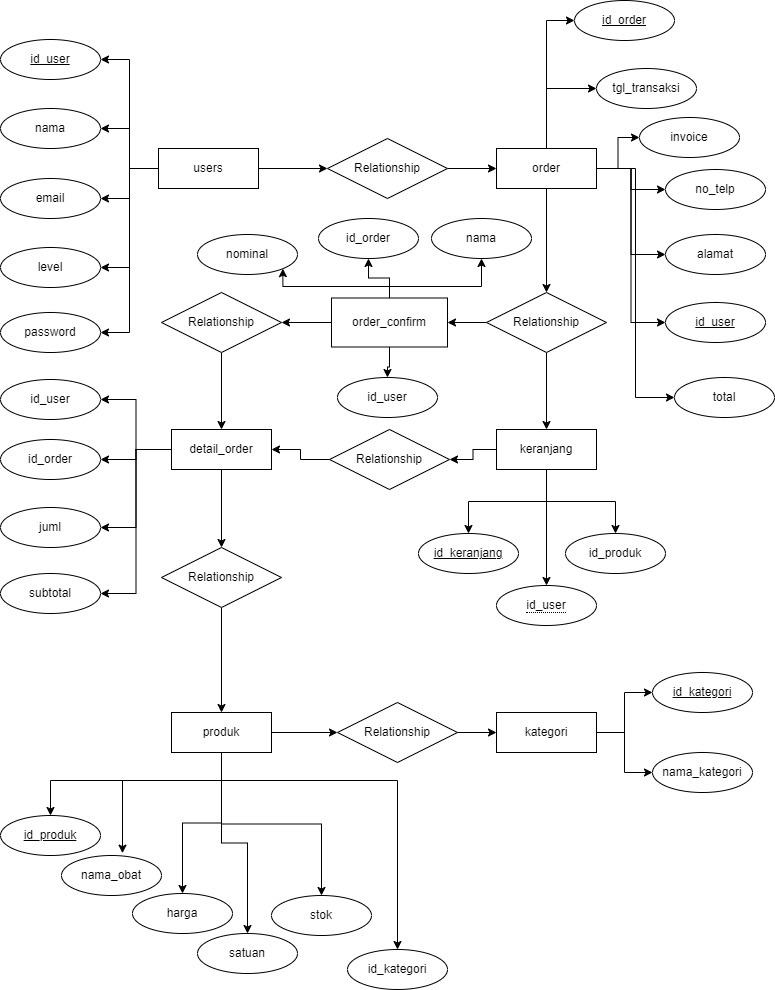 id_order
id_user
tgl_transaksi
nama
invoice
users
Relationship
order
no_telp
email
nominal
id_order
nama
alamat
level
password
Relationship
order_confirm
Relationship
id_user
id_user
id_user
total
detail_order
Relationship
keranjang
id_order
juml
id_keranjang
id_produk
Relationship
subtotal
id_user
id_kategori
produk
Relationship
kategori
nama_kategori
id_produk
nama_obat
harga
stok
satuan
id_kategori